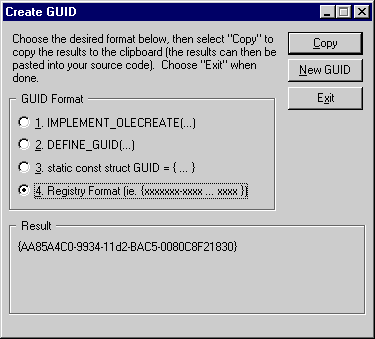 Create GUID
Choose the desired format below, then select "Copy" to
copy the results to the clipboard (the results can then be
pasted into your source code).  Choose "Exit" when
done.
Copy
New GUID
Exit
GUID Format
1. IMPLEMENT_OLECREATE(...)
2. DEFINE_GUID(...)
3. static const struct GUID = { ... }
4. Registry Format (ie. {xxxxxxx-xxxx ... xxxx })
Result
{AA85A4C0-9934-11d2-BAC5-0080C8F21830}